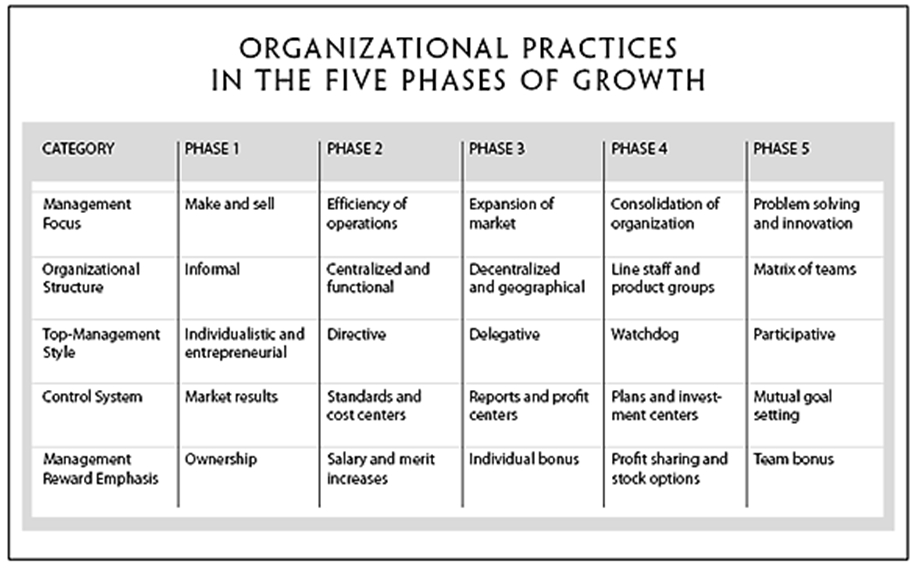 ORGANIZATIONAL PRACTICES
IN THE FIVE PHASES OF GROWTH
CATEGORY PHASE 1 PHASE 2 PHASE 3 PHASE 4 PHASE 5
Management Make and sell Efficiency of Expansion of Consolidation of Problem solving
Focus operations market organization and innovation
Organizational Informal Centralized and Decentralized Line staff and Matrix of teams
Structure functional and geographical product groups
Top-Management Individualistic and Directive Delegative Watchdog Participative
Style entrepreneurial
Control System Market results Standards and Reports and profit Plans and invest- Mutual goal
cost centers centers ment centers setting
Management Ownership Salary and merit Individual bonus Profit sharing and Team bonus
Reward Emphasis increases stock options